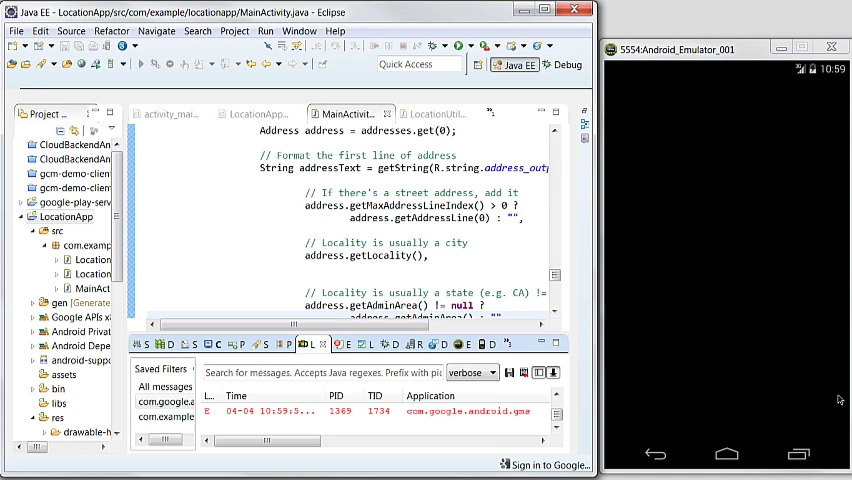 Java EE - LocationApp/src/com/example/locationapp/MainActivity.java - Eclipse
File Edit Source Refactor Navigate Search Project Run Window Help
Quick Access
Java EE
Debug
Project
CloudBackendAn
CloudBackendAn
gcm-demo-client
gcm-demo-client
google-play-serv
LocationApp
src
com.examp
Location
Location
MainAct
gen [Generate
Google APIs x8
Android Privat
Android Depe
android-suppo
assets
bin
libs
res
drawable-h
activity_mai...
LocationApp...
MainActivit...
LocationUtil...
Address address = addresses.get(0);
// Format the first line of address
String addressText = getString(R.string.address_outp
// If there's a street address, add it
address.getMaxAddressLineIndex() > 0 ?
address.getAddressLine(0) : "",
// Locality is usually a city
address.getLocality(),
// Locality is usually a state (e.g. CA) !=
address.getAdminArea() != null ?
address.getAdminArea() : ""
S D S C P S P L E L D R D E D
Saved Filters
All messages
com.google.a
com.example
Search for messages. Accepts Java regexes. Prefix with pic
verbose
L... Time PID TID Application
E 04-04 10:59:5... 1369 1734 com.google.android.gms
Sign in to Google...
5554:Android_Emulator_001
3G 10:59